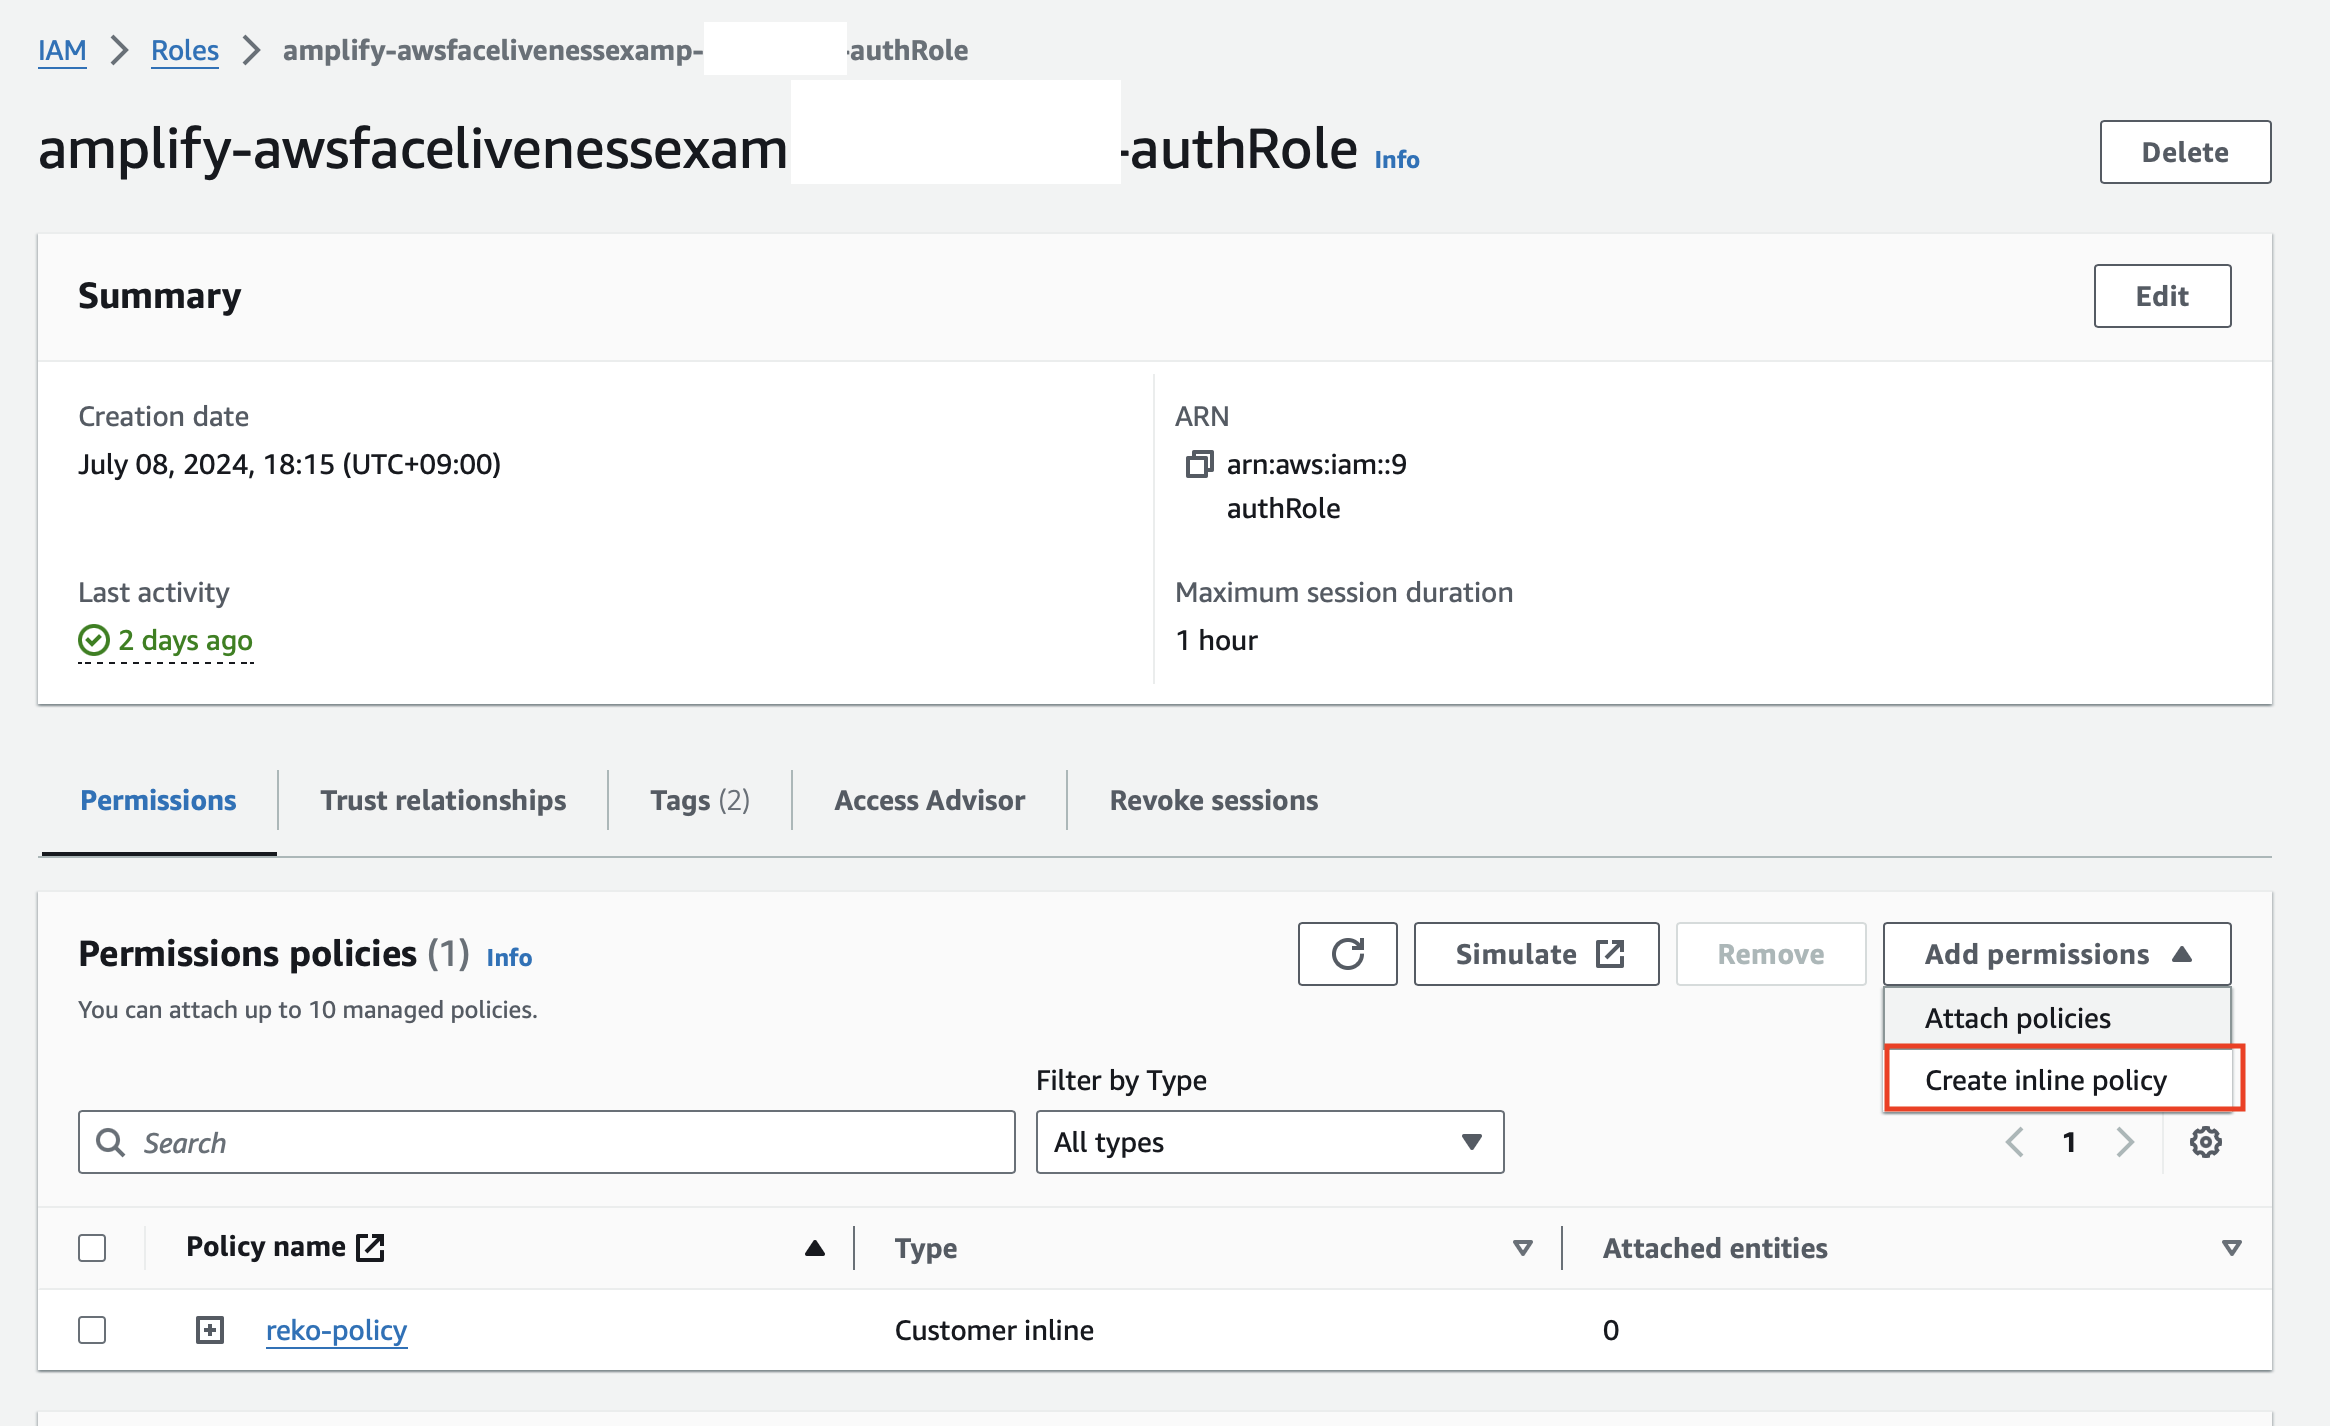 IAM > Roles > amplify-awsfacelivenessexamp- -authRole
amplify-awsfacelivenessexam -authRole Info
Delete
Summary
Edit
Creation date
July 08, 2024, 18:15 (UTC+09:00)
ARN
arn:aws:iam::9
authRole
Last activity
2 days ago
Maximum session duration
1 hour
Permissions Trust relationships Tags (2) Access Advisor Revoke sessions
Permissions policies (1) Info
You can attach up to 10 managed policies.
Simulate Remove Add permissions
Attach policies
Create inline policy
Filter by Type
Search All types 1
Policy name Type Attached entities
reko-policy Customer inline 0